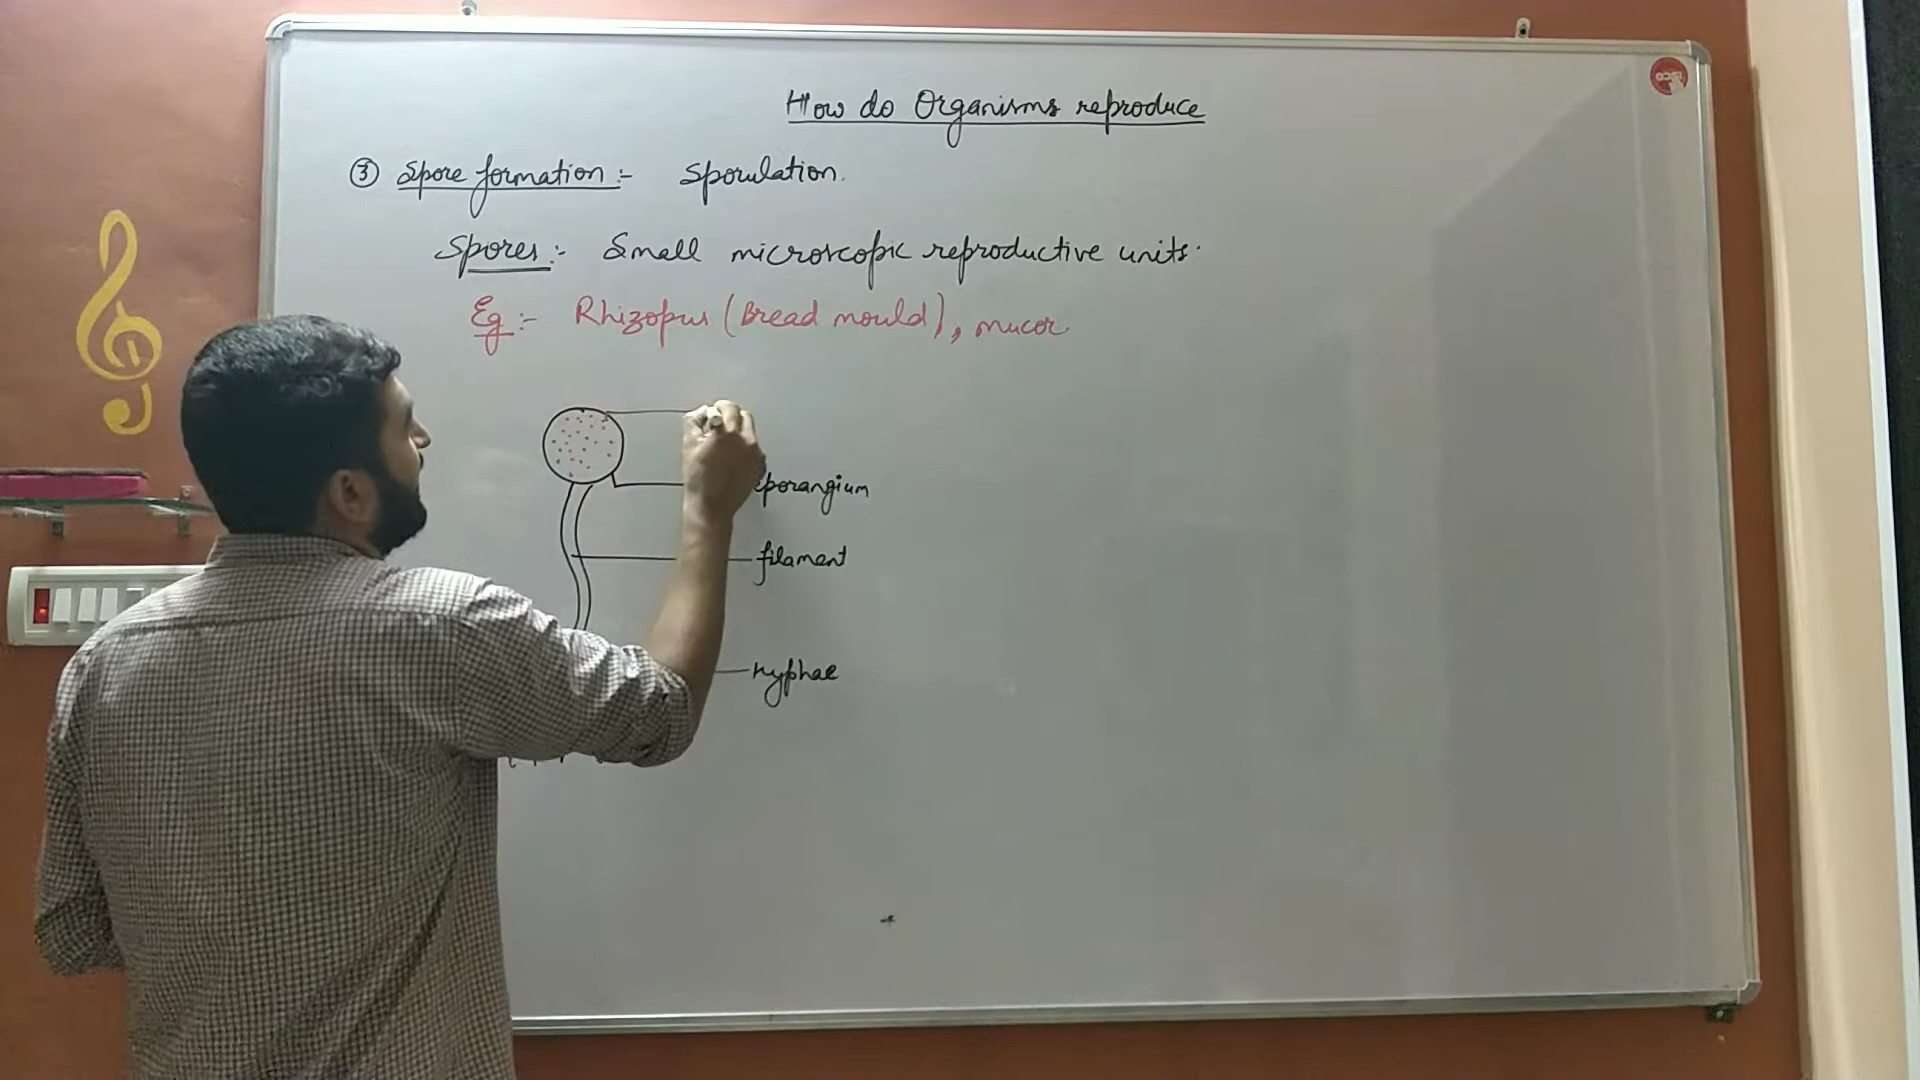 How do Organisms reproduce
③ Spore formation :- Sporulation.
Spores :- Small microscopic reproductive units.
Eg :- Rhizopus (Bread mould), mucor.
porangium
filament
Hyphae